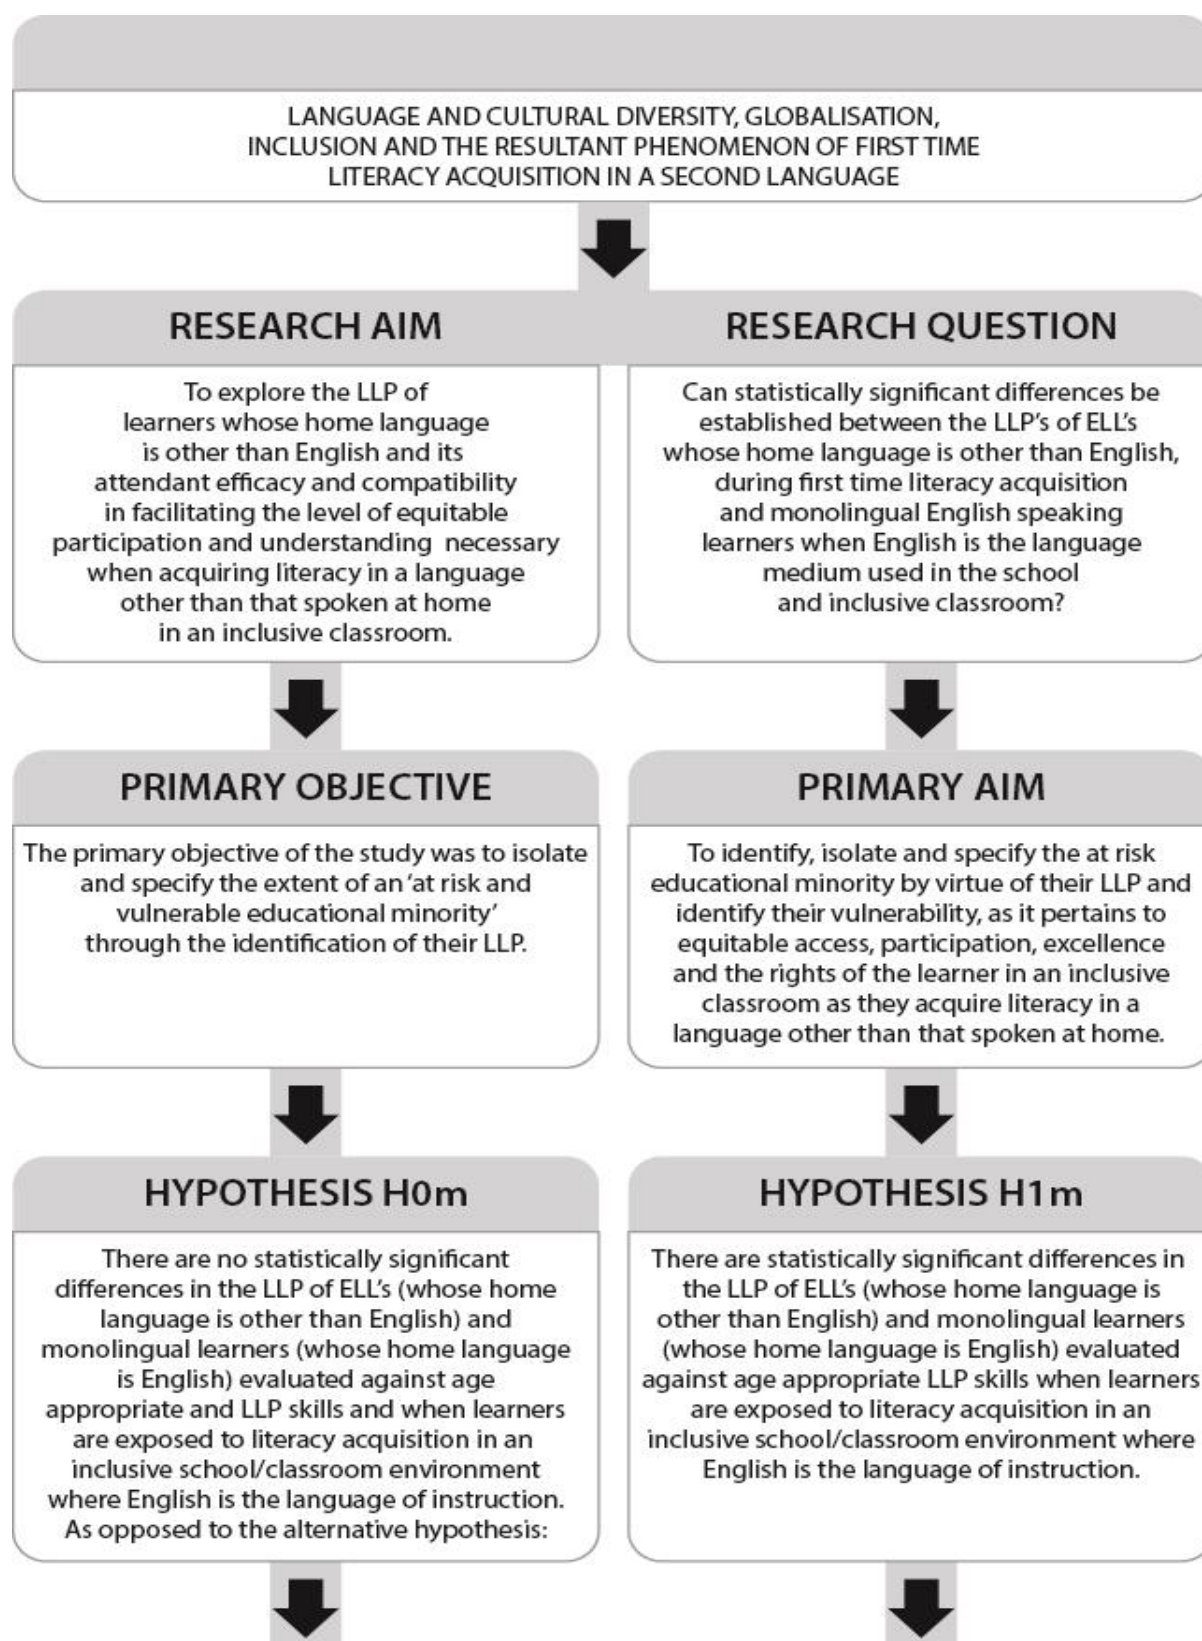 LANGUAGE AND CULTURAL DIVERSITY, GLOBALISATION,
INCLUSION AND THE RESULTANT PHENOMENON OF FIRST TIME
LITERACY ACQUISITION IN A SECOND LANGUAGE
RESEARCH AIM
To explore the LLP of
learners whose home language
is other than English and its
attendant efficacy and compatibility
in facilitating the level of equitable
participation and understanding necessary
when acquiring literacy in a language
other than that spoken at home
in an inclusive classroom.
RESEARCH QUESTION
Can statistically significant differences be
established between the LLP's of ELL's
whose home language is other than English,
during first time literacy acquisition
and monolingual English speaking
learners when English is the language
medium used in the school
and inclusive classroom?
PRIMARY OBJECTIVE
The primary objective of the study was to isolate
and specify the extent of an 'at risk and
vulnerable educational minority'
through the identification of their LLP.
PRIMARY AIM
To identify, isolate and specify the at risk
educational minority by virtue of their LLP and
identify their vulnerability, as it pertains to
equitable access, participation, excellence
and the rights of the learner in an inclusive
classroom as they acquire literacy in a
language other than that spoken at home.
HYPOTHESIS H0m
There are no statistically significant
differences in the LLP of ELL's (whose home
language is other than English) and
monolingual learners (whose home language
is English) evaluated against age
appropriate and LLP skills and when learners
are exposed to literacy acquisition in an
inclusive school/classroom environment
where English is the language of instruction.
As opposed to the alternative hypothesis:
HYPOTHESIS H1m
There are statistically significant differences in
the LLP of ELL's (whose home language is
other than English) and monolingual learners
(whose home language is English) evaluated
against age appropriate LLP skills when learners
are exposed to literacy acquisition in an
inclusive school/classroom environment where
English is the language of instruction.